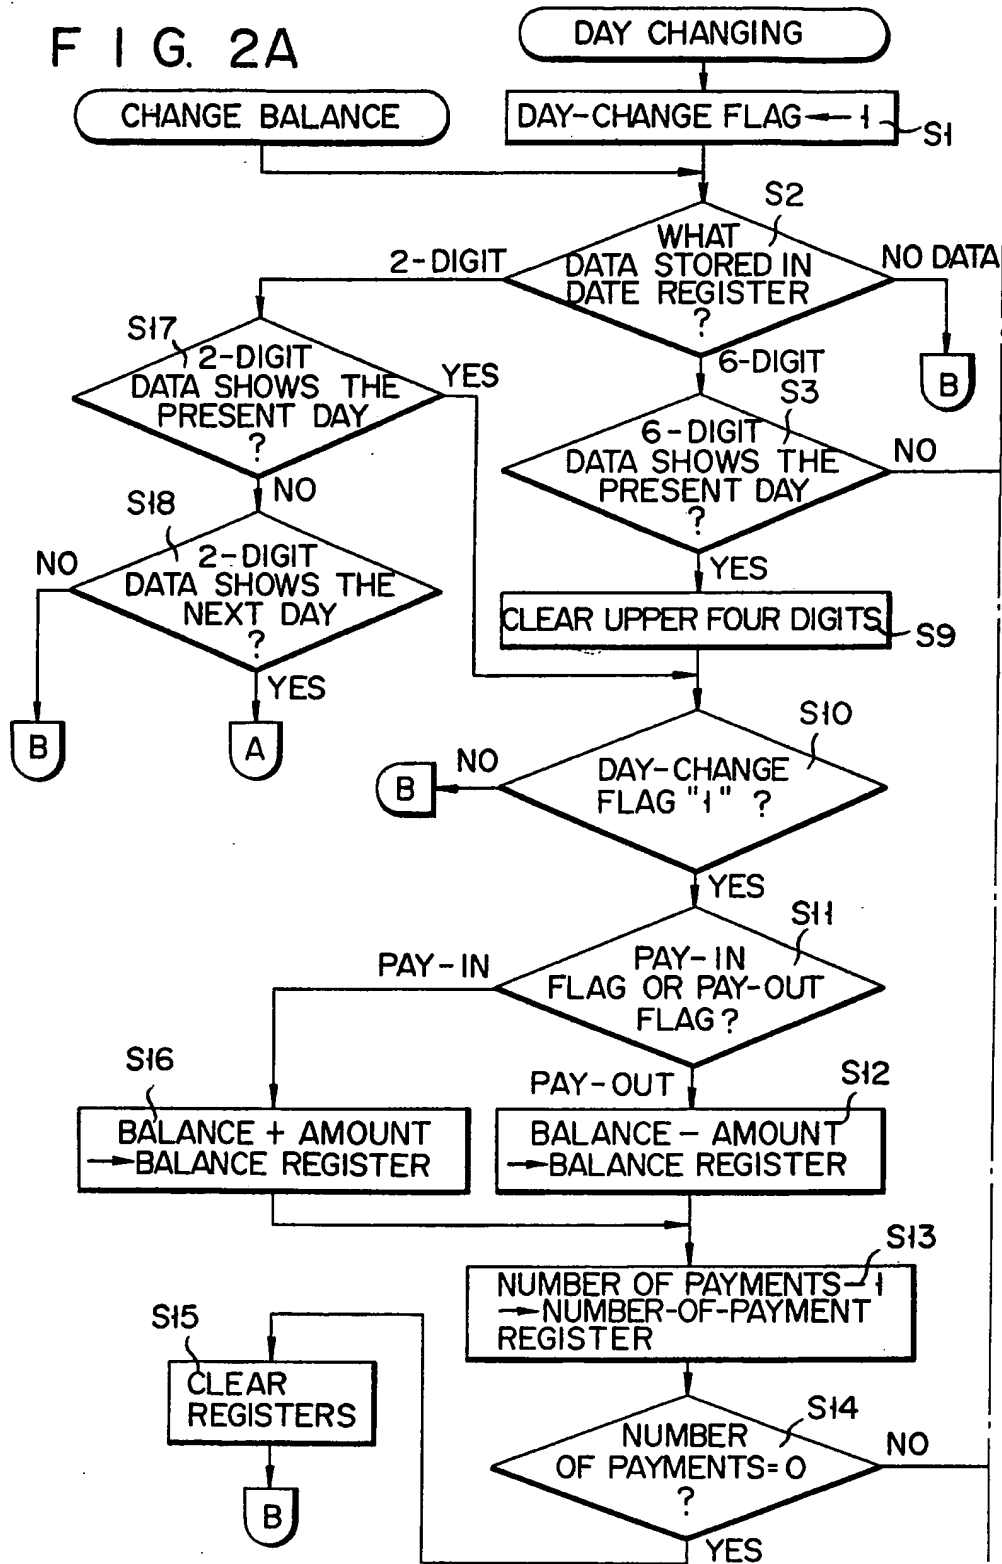 FIG. 2A
DAY CHANGING
CHANGE BALANCE
DAY-CHANGE FLAG ← 1
S1
S2
WHAT
DATA STORED IN
DATE REGISTER
?
2-DIGIT
NO DATA
B
6-DIGIT
S17
2-DIGIT
DATA SHOWS THE
PRESENT DAY
?
YES
NO
S3
6-DIGIT
DATA SHOWS THE
PRESENT DAY
?
NO
YES
S18
2-DIGIT
DATA SHOWS THE
NEXT DAY
?
NO
YES
B
A
CLEAR UPPER FOUR DIGITS
S9
S10
DAY-CHANGE
FLAG "1" ?
NO
B
YES
S11
PAY-IN
FLAG OR PAY-OUT
FLAG?
PAY-IN
PAY-OUT
S16
BALANCE + AMOUNT
→ BALANCE REGISTER
S12
BALANCE - AMOUNT
→ BALANCE REGISTER
S13
NUMBER OF PAYMENTS-1
→ NUMBER-OF-PAYMENT
REGISTER
S14
NUMBER
OF PAYMENTS=0
?
NO
YES
S15
CLEAR
REGISTERS
B